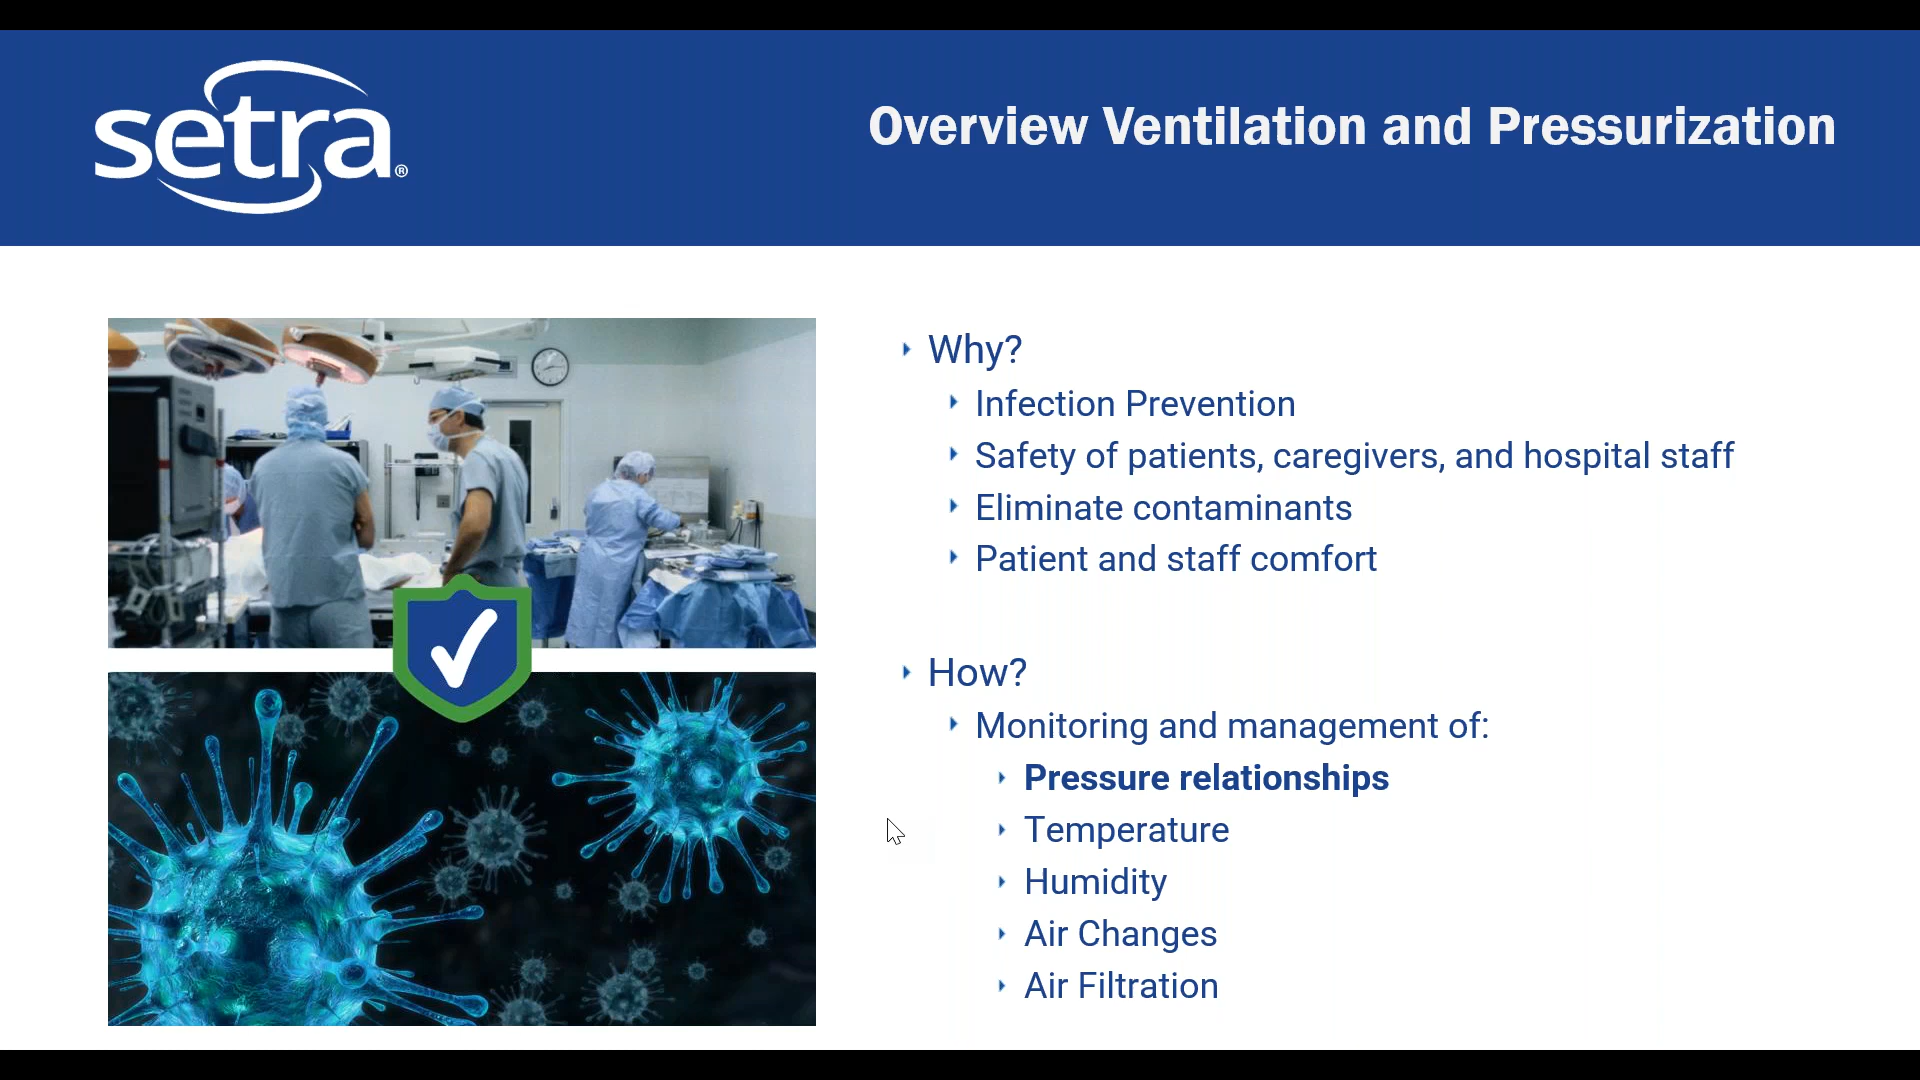 setra®
Overview Ventilation and Pressurization
Why?
Infection Prevention
Safety of patients, caregivers, and hospital staff
Eliminate contaminants
Patient and staff comfort
How?
Monitoring and management of:
Pressure relationships
Temperature
Humidity
Air Changes
Air Filtration